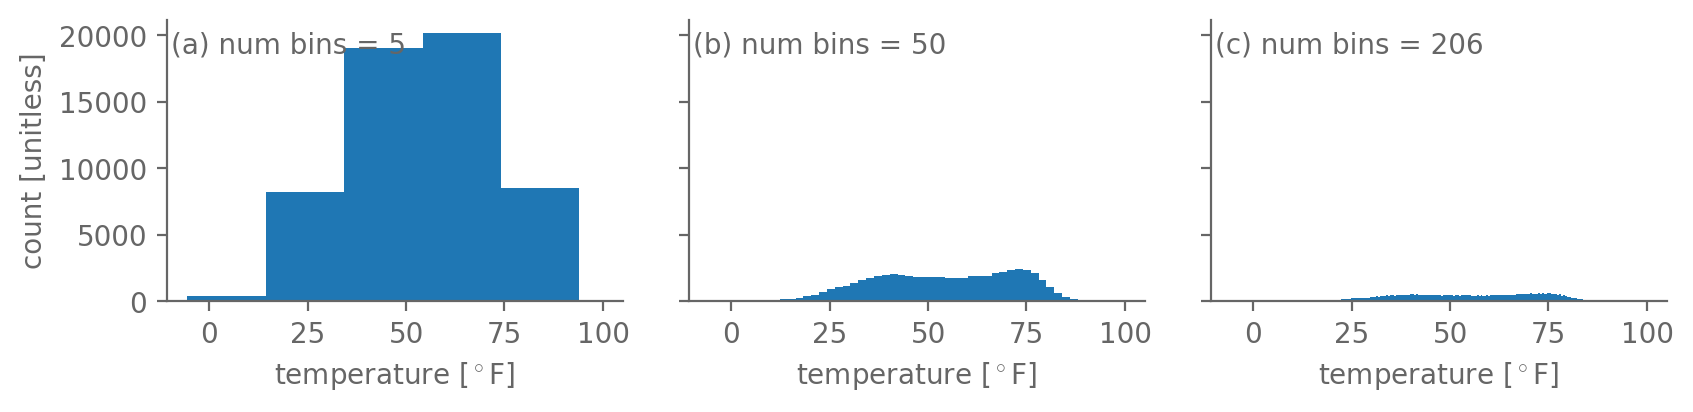 (a) num bins = 5
(b) num bins = 50
(c) num bins = 206
20000
15000
10000
5000
0
count [unitless]
0 25 50 75 100
0 25 50 75 100
0 25 50 75 100
temperature [°F]
temperature [°F]
temperature [°F]